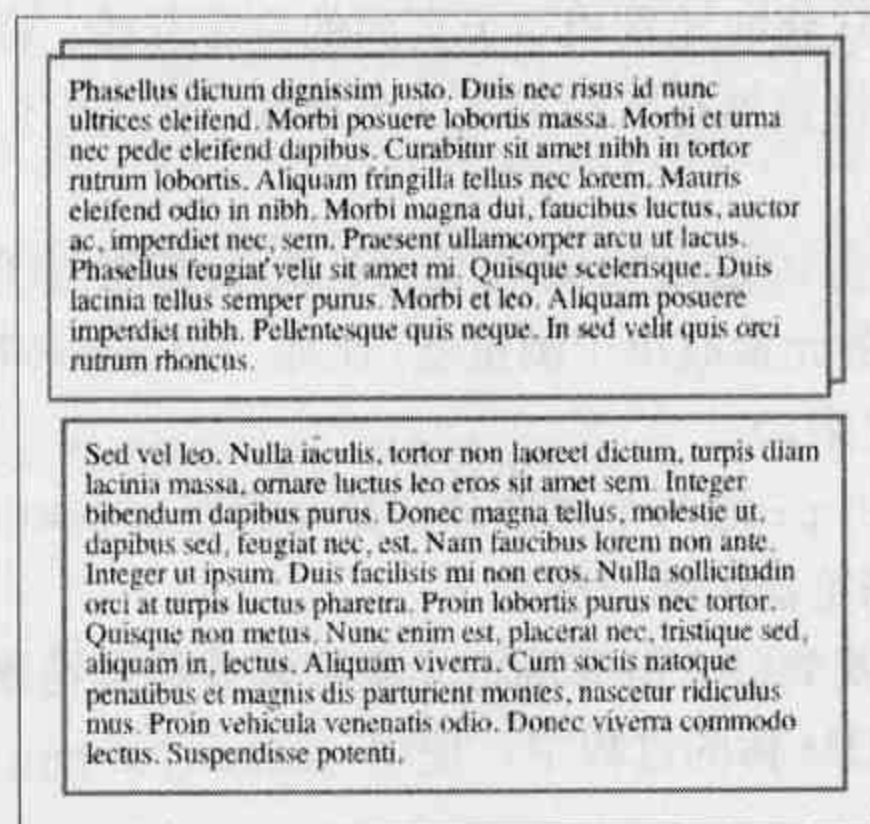 Phasellus dictum dignissim justo. Duis nec risus id nunc
ultrices eleifend. Morbi posuere lobortis massa. Morbi et urna
nec pede eleifend dapibus. Curabitur sit amet nibh in tortor
rutrum lobortis. Aliquam fringilla tellus nec lorem. Mauris
eleifend odio in nibh. Morbi magna dui, faucibus luctus, auctor
ac, imperdiet nec, sem. Praesent ullamcorper arcu ut lacus.
Phasellus feugiat velit sit amet mi. Quisque scelerisque. Duis
lacinia tellus semper purus. Morbi et leo. Aliquam posuere
imperdiet nibh. Pellentesque quis neque. In sed velit quis orci
rutrum rhoncus.
Sed vel leo. Nulla iaculis, tortor non laoreet dictum, turpis diam
lacinia massa, ornare luctus leo eros sit amet sem. Integer
bibendum dapibus purus. Donec magna tellus, molestie ut,
dapibus sed, feugiat nec, est. Nam faucibus lorem non ante.
Integer ut ipsum. Duis facilisis mi non eros. Nulla sollicitudin
orci at turpis luctus pharetra. Proin lobortis purus nec tortor.
Quisque non metus. Nunc enim est, placerat nec, tristique sed,
aliquam in, lectus. Aliquam viverra. Cum sociis natoque
penatibus et magnis dis parturient montes, nascetur ridiculus
mus. Proin vehicula venenatis odio. Donec viverra commodo
lectus. Suspendisse potenti.